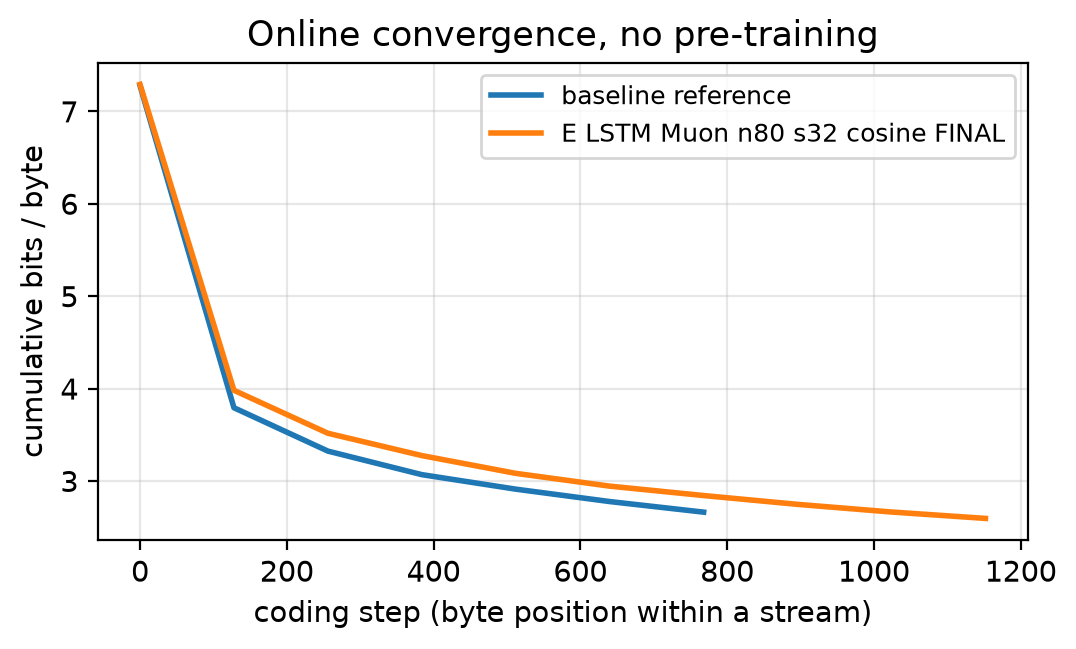 Online convergence, no pre-training
baseline reference
E LSTM Muon n80 s32 cosine FINAL
cumulative bits / byte
7
6
5
4
3
0 200 400 600 800 1000 1200
coding step (byte position within a stream)